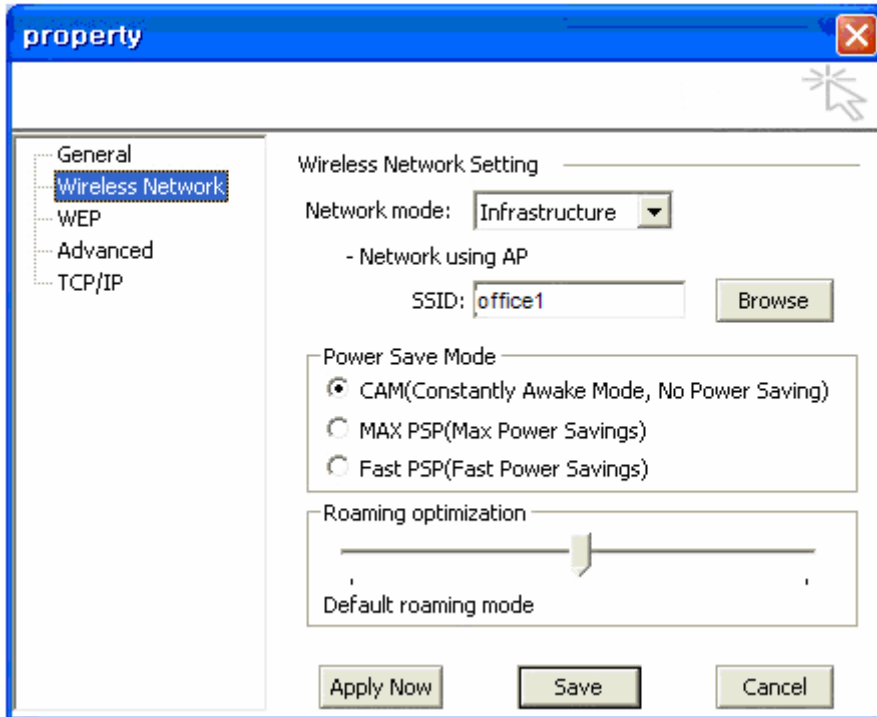 property
General
Wireless Network
WEP
Advanced
TCP/IP
Wireless Network Setting
Network mode: Infrastructure
- Network using AP
SSID: office1 Browse
Power Save Mode
CAM(Constantly Awake Mode, No Power Saving)
MAX PSP(Max Power Savings)
Fast PSP(Fast Power Savings)
Roaming optimization
Default roaming mode
Apply Now Save Cancel